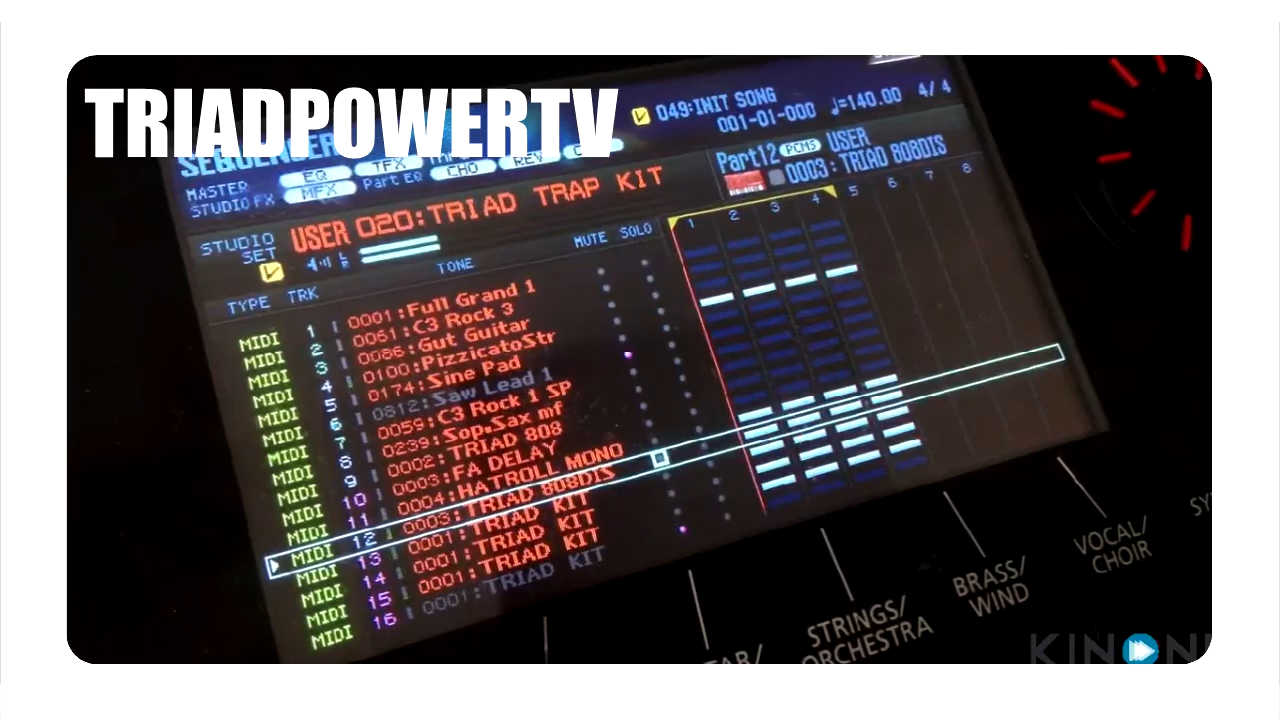 TRIADPOWERTV
SEQUENCER
049:INIT SONG
001-01-000 ♩=140.00 4/4
MASTER EQ TFX
STUDIO FX MFX Part EQ CHO REV
Part12 PCMS USER
0003:TRIAD 808DIS
STUDIO SET USER 020:TRIAD TRAP KIT
L
R
TYPE TRK TONE MUTE SOLO 1 2 3 4 5 6 7 8
MIDI 1 0001:Full Grand 1
MIDI 2 0061:C3 Rock 3
MIDI 3 0086:Gut Guitar
MIDI 4 0100:PizzicatoStr
MIDI 5 0174:Sine Pad
MIDI 6 0812:Saw Lead 1
MIDI 7 0059:C3 Rock 1 SP
MIDI 8 0239:Sop.Sax mf
MIDI 9 0002:TRIAD 808
MIDI 10 0003:FA DELAY
MIDI 11 0004:HATROLL MONO
MIDI 12 0003:TRIAD 808DIS
MIDI 13 0001:TRIAD KIT
MIDI 14 0001:TRIAD KIT
MIDI 15 0001:TRIAD KIT
MIDI 16 0001:TRIAD KIT
STRINGS/
ORCHESTRA
BRASS/
WIND
VOCAL/
CHOIR
SY
TAR/
KINON